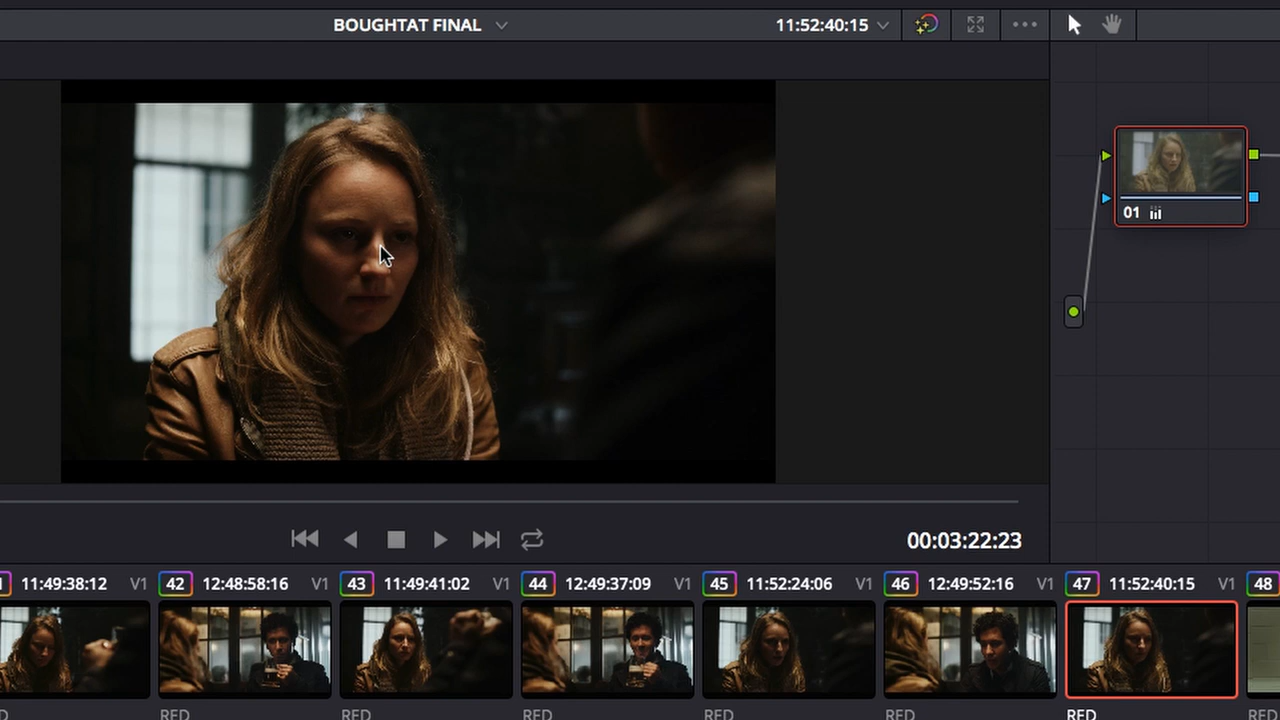 BOUGHTAT FINAL
11:52:40:15
01
00:03:22:23
11:49:38:12 V1
42 12:48:58:16 V1
43 11:49:41:02 V1
44 12:49:37:09 V1
45 11:52:24:06 V1
46 12:49:52:16 V1
47 11:52:40:15 V1
48
RED RED RED RED RED RED RED